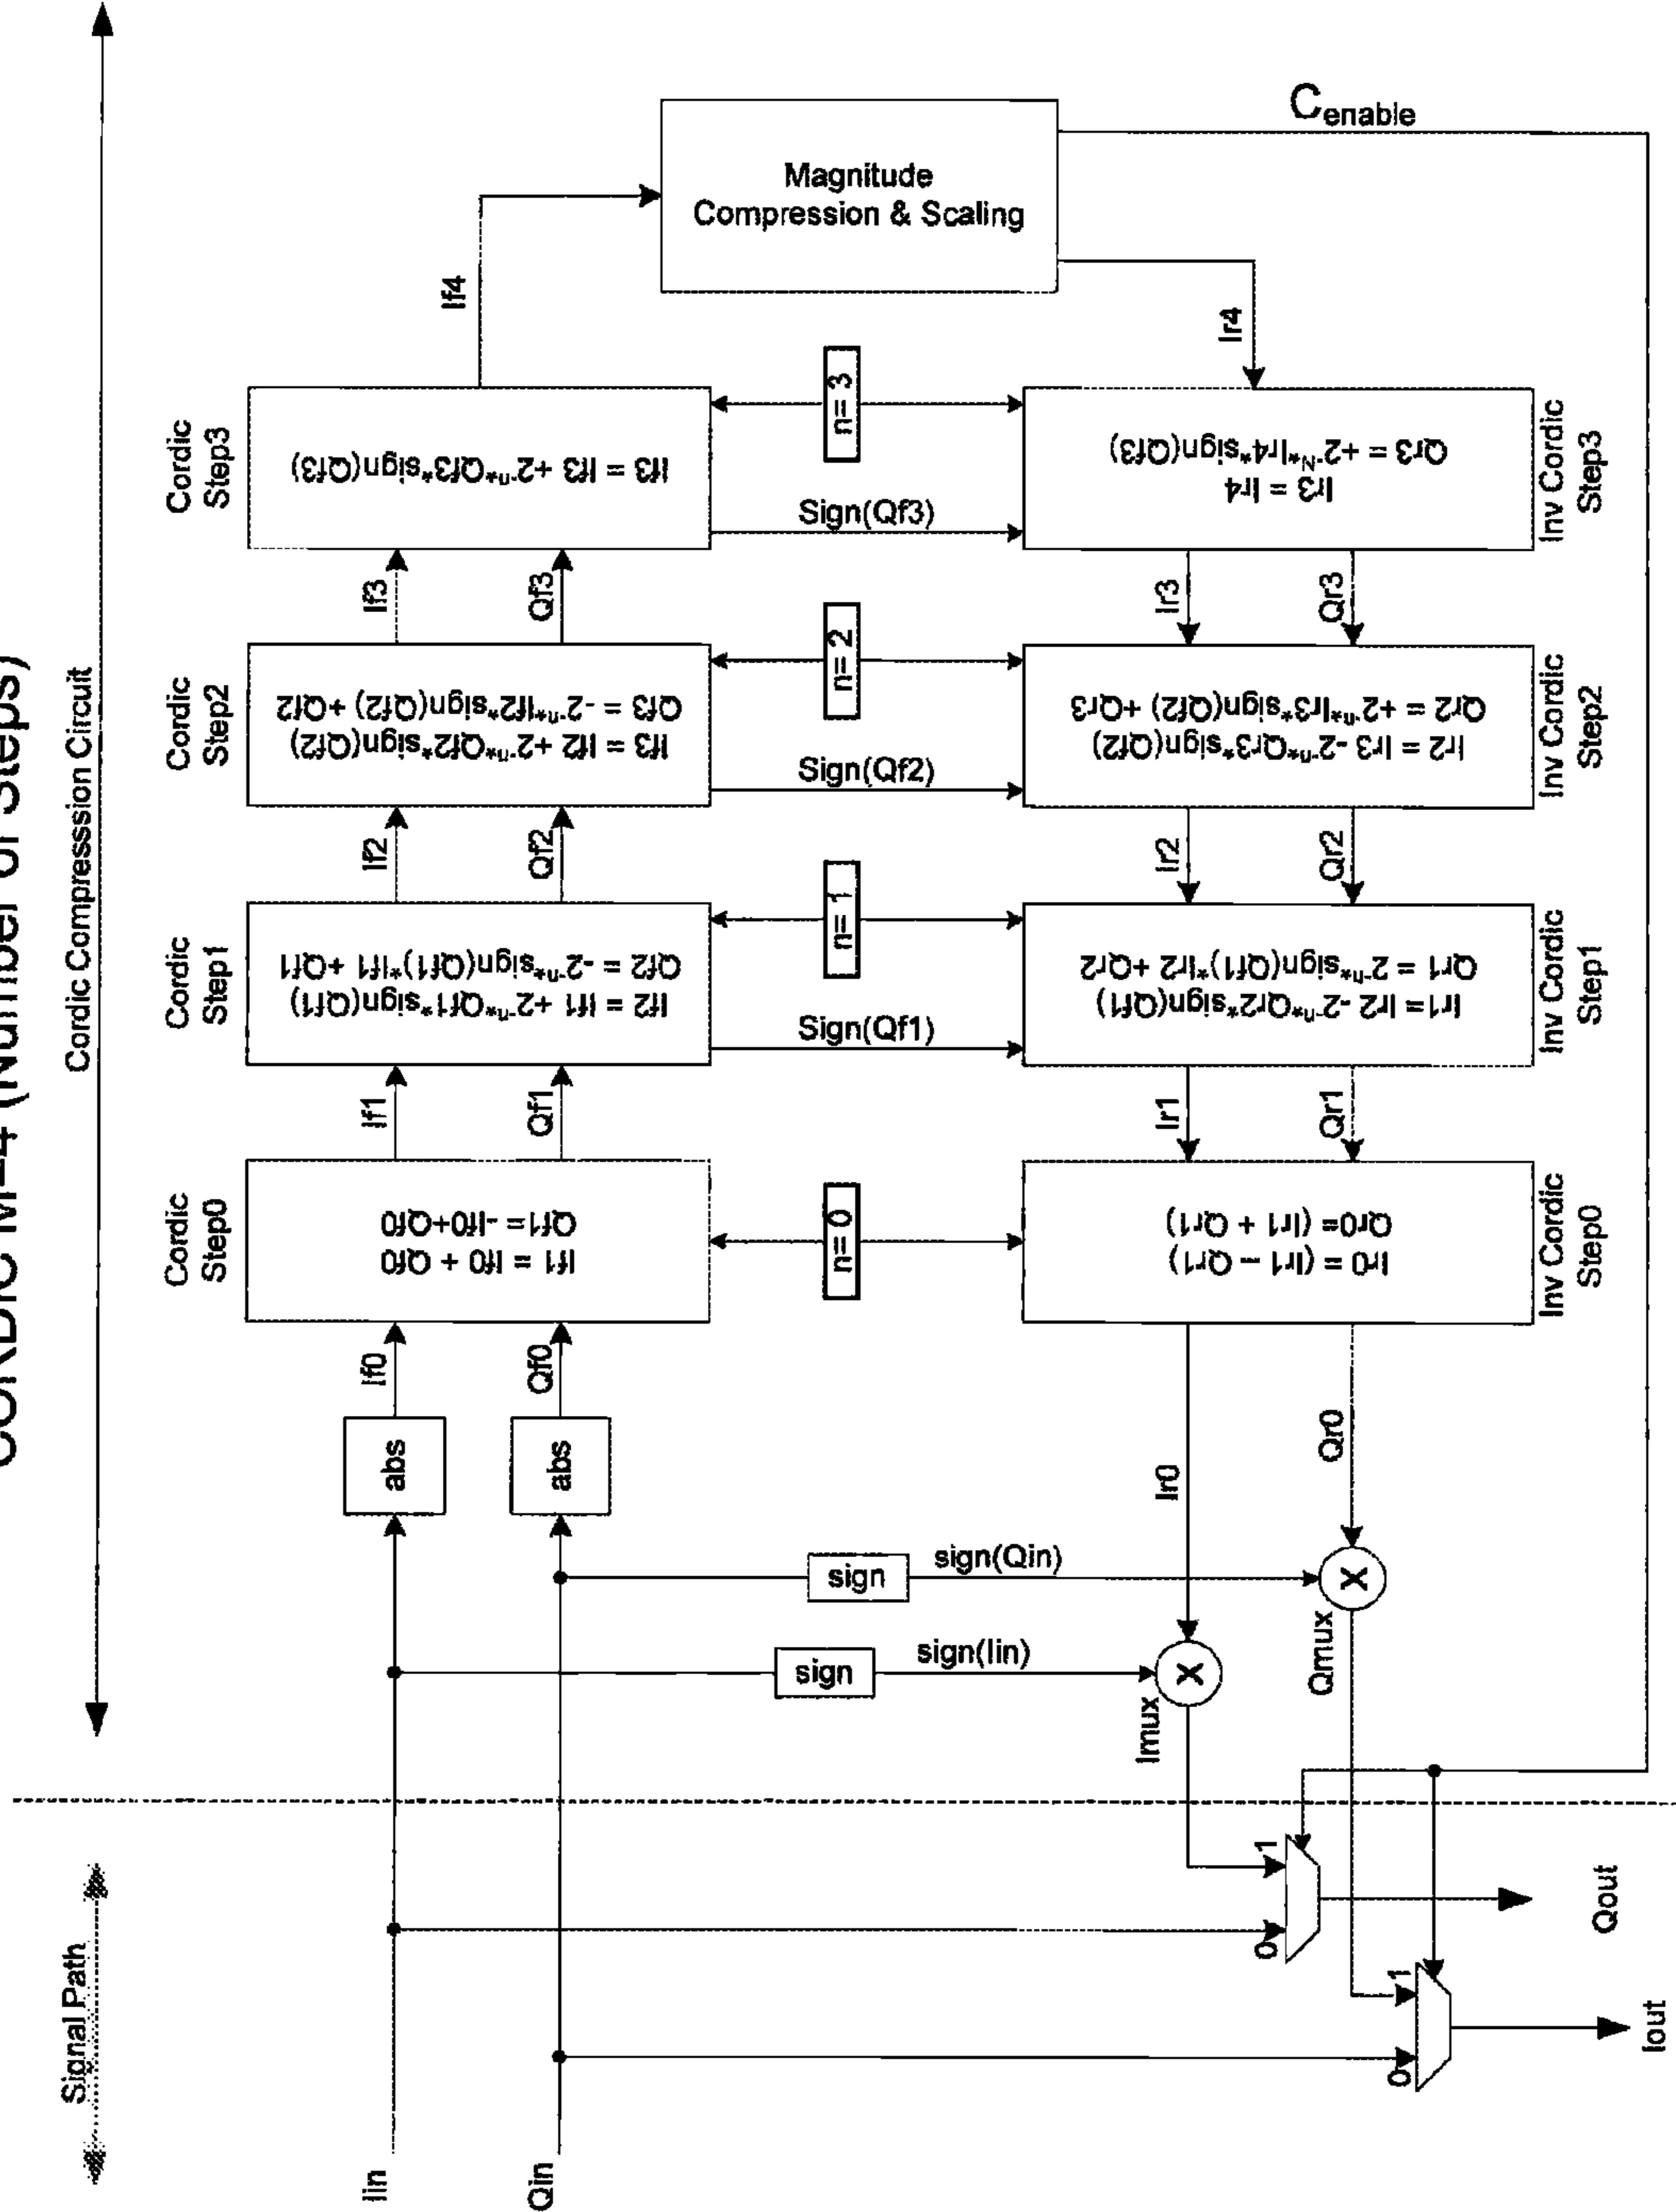 CORDIC M=4 (Number of Steps)
Signal Path
Cordic Compression Circuit
Iin
Qin
abs
abs
If0
Qf0
Cordic
Step0
If1 = If0 + Qf0
Qf1= -If0+Qf0
If1
Qf1
Cordic
Step1
If2 = If1 +2^-n*Qf1*sign(Qf1)
Qf2 = -2^-n*sign(Qf1)*If1 +Qf1
If2
Qf2
Cordic
Step2
If3 = If2 +2^-n*Qf2*sign(Qf2)
Qf3 = -2^-n*If2*sign(Qf2) +Qf2
If3
Qf3
Cordic
Step3
If3 = If3 +2^-n*Qf3*sign(Qf3)
If4
Magnitude
Compression & Scaling
C_enable
sign
sign(Iin)
sign
sign(Qin)
n= 0
n= 1
Sign(Qf1)
n= 2
Sign(Qf2)
n= 3
Sign(Qf3)
Ir4
Ir3 = Ir4
Qr3 = +2^-N*Ir4*sign(Qf3)
Inv Cordic
Step3
Ir3
Qr3
Ir2 = Ir3 -2^-n*Qr3*sign(Qf2)
Qr2 = +2^-n*Ir3*sign(Qf2) +Qr3
Inv Cordic
Step2
Ir2
Qr2
Ir1= Ir2 -2^-n*Qr2*sign(Qf1)
Qr1 = 2^-n*sign(Qf1)*Ir2 +Qr2
Inv Cordic
Step1
Ir1
Qr1
Ir0 = (Ir1 – Qr1)
Qr0= (Ir1 + Qr1)
Inv Cordic
Step0
Ir0
Qr0
X
X
Imux
Qmux
0
1
0
1
Qout
Iout